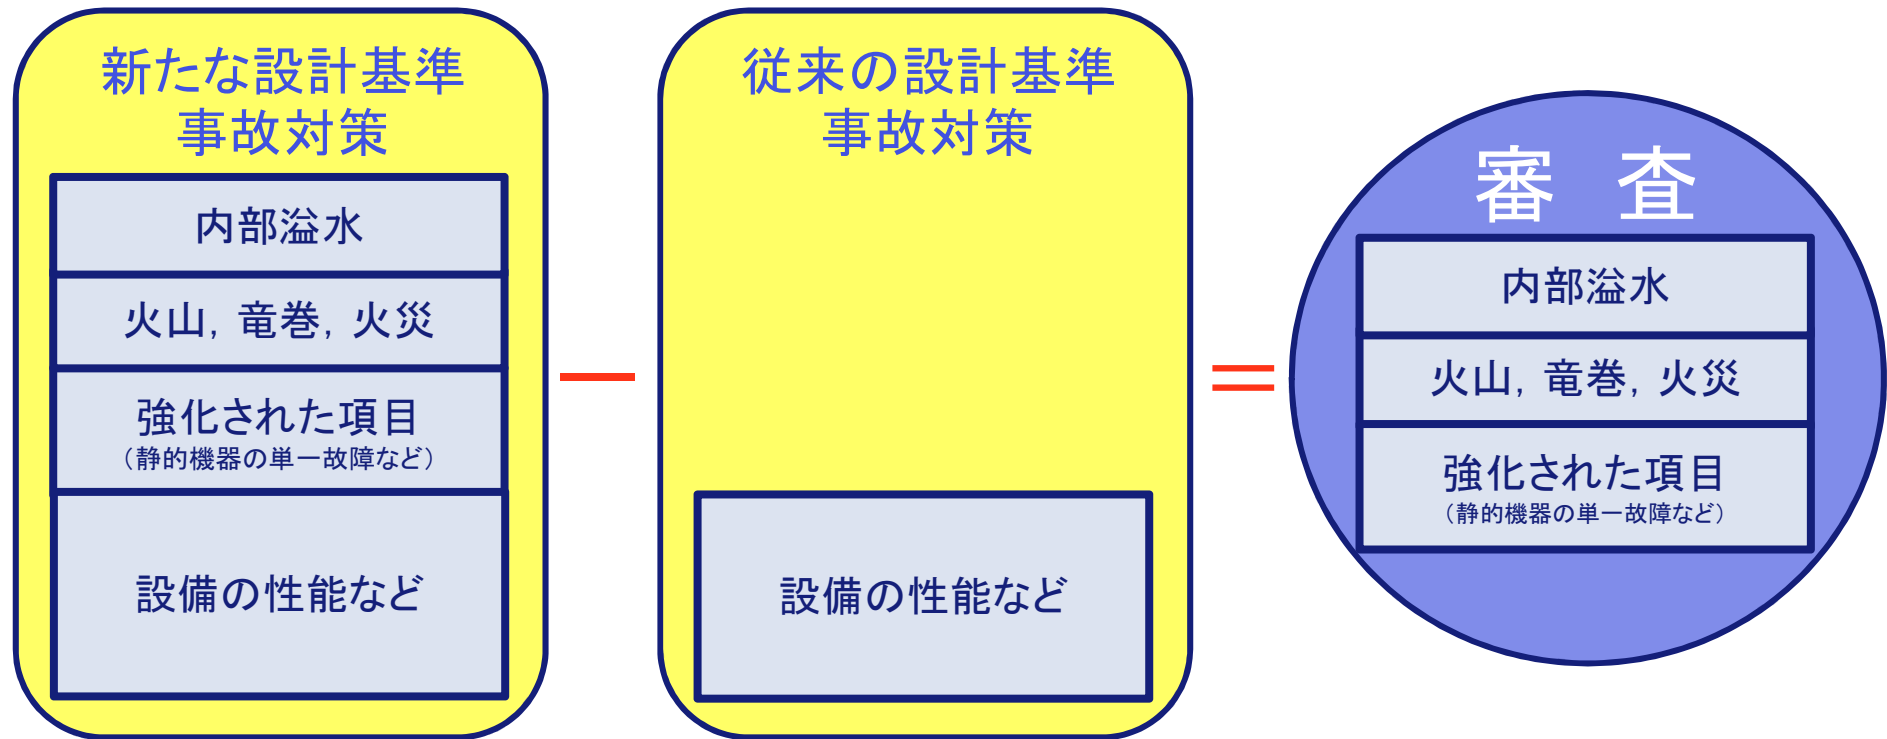 新たな設計基準
事故対策
内部溢水
火山, 竜巻, 火災
強化された項目
（静的機器の単一故障など）
設備の性能など
－
従来の設計基準
事故対策
設備の性能など
＝
審　査
内部溢水
火山, 竜巻, 火災
強化された項目
（静的機器の単一故障など）